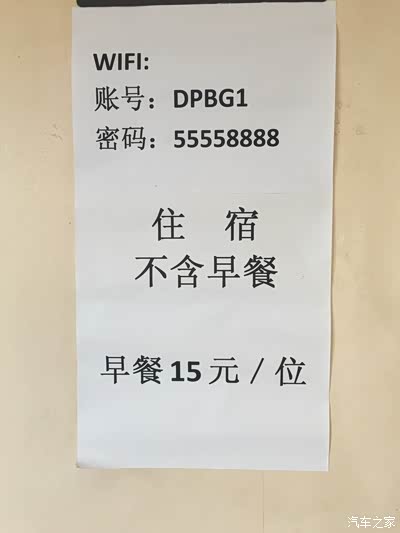 WIFI:
账号：DPBG1
密码：55558888
住 宿
不含早餐
早餐 15 元 / 位
汽车之家